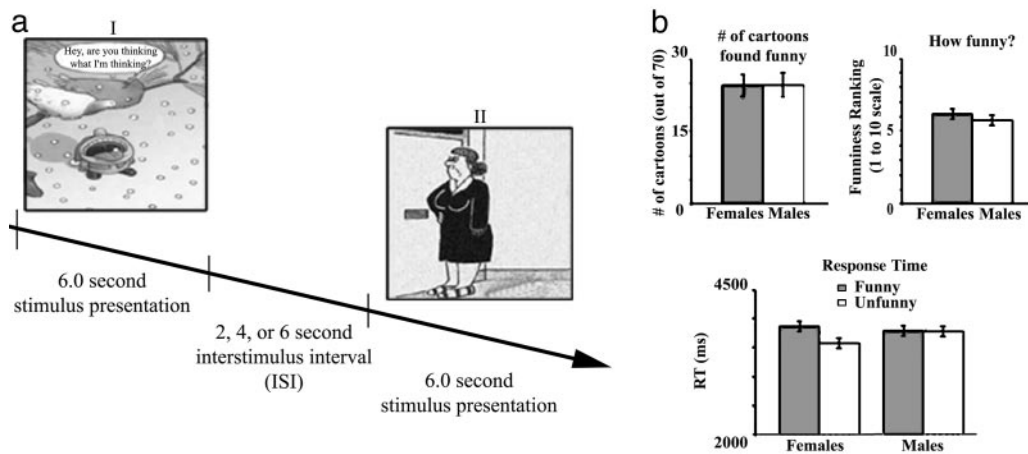 a
I
Hey, are you thinking
what I'm thinking?
II
6.0 second
stimulus presentation
2, 4, or 6 second
interstimulus interval
(ISI)
6.0 second
stimulus presentation
b
# of cartoons
found funny
# of cartoons (out of 70)
30
15
0
Females Males
How funny?
Funniness Ranking
(1 to 10 scale)
10
5
0
Females Males
Response Time
Funny
Unfunny
RT (ms)
4500
2000
Females Males